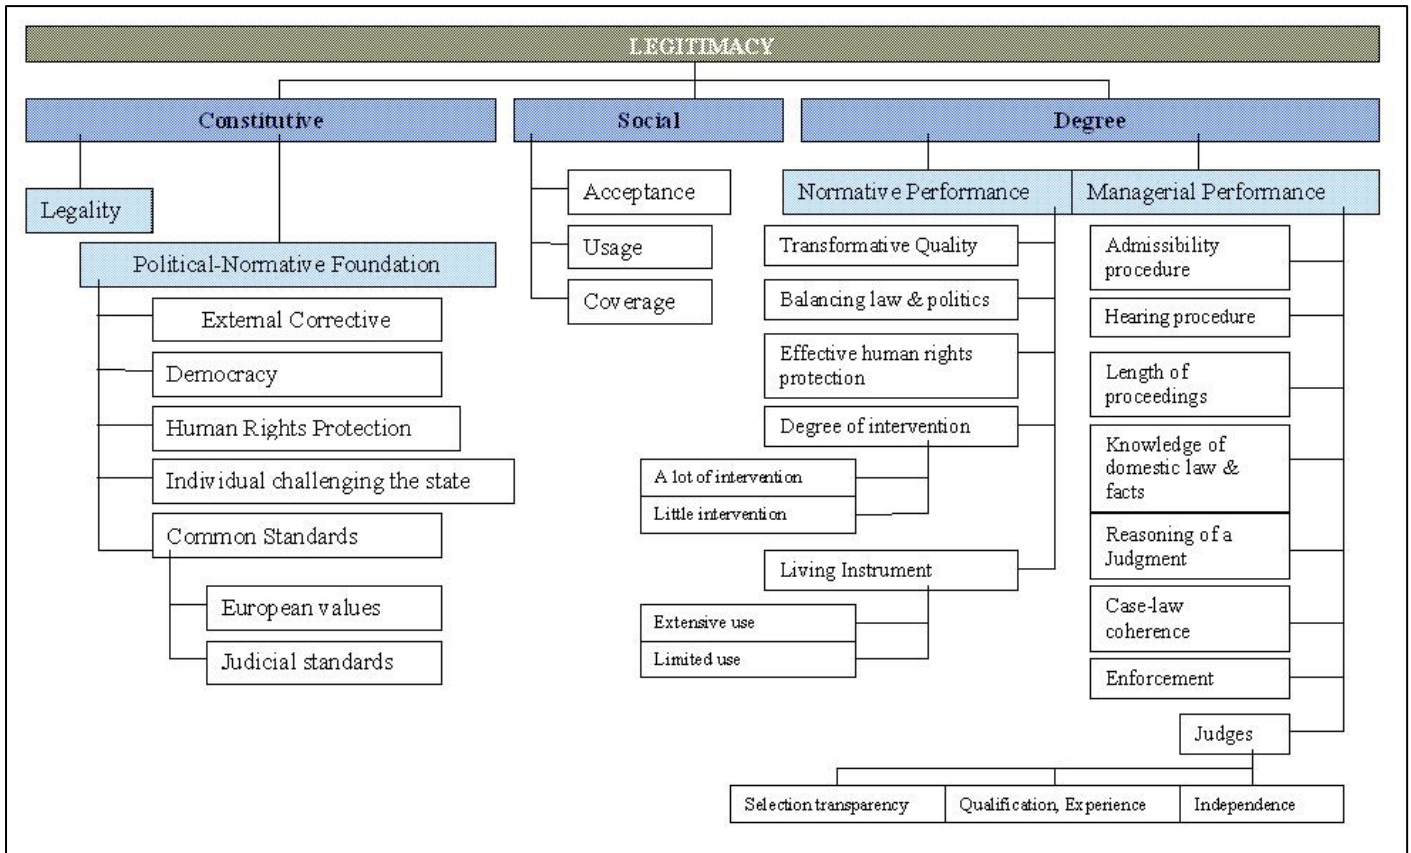 LEGITIMACY
Constitutive
Social
Degree
Legality
Political-Normative Foundation
External Corrective
Democracy
Human Rights Protection
Individual challenging the state
Common Standards
European values
Judicial standards
Acceptance
Usage
Coverage
Normative Performance
Transformative Quality
Balancing law & politics
Effective human rights
protection
Degree of intervention
A lot of intervention
Little intervention
Living Instrument
Extensive use
Limited use
Managerial Performance
Admissibility
procedure
Hearing procedure
Length of
proceedings
Knowledge of
domestic law &
facts
Reasoning of a
Judgment
Case-law
coherence
Enforcement
Judges
Selection transparency
Qualification, Experience
Independence